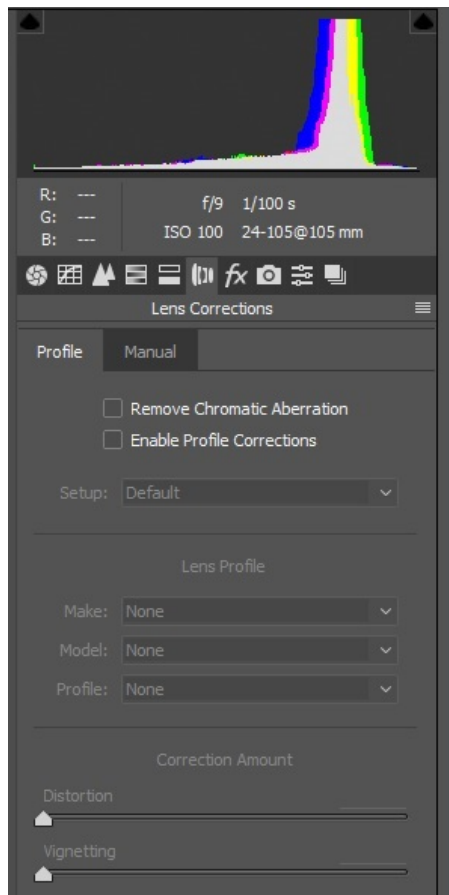 R: ---
G: ---
B: ---
f/9 1/100 s
ISO 100 24-105@105 mm
fx
Lens Corrections
Profile Manual
Remove Chromatic Aberration
Enable Profile Corrections
Setup: Default
Lens Profile
Make: None
Model: None
Profile: None
Correction Amount
Distortion
Vignetting